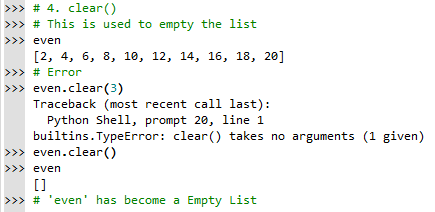 >>> # 4. clear()
>>> # This is used to empty the list
>>> even
[2, 4, 6, 8, 10, 12, 14, 16, 18, 20]
>>> # Error
>>> even.clear(3)
Traceback (most recent call last):
  Python Shell, prompt 20, line 1
builtins.TypeError: clear() takes no arguments (1 given)
>>> even.clear()
>>> even
[]
>>> # 'even' has become a Empty List